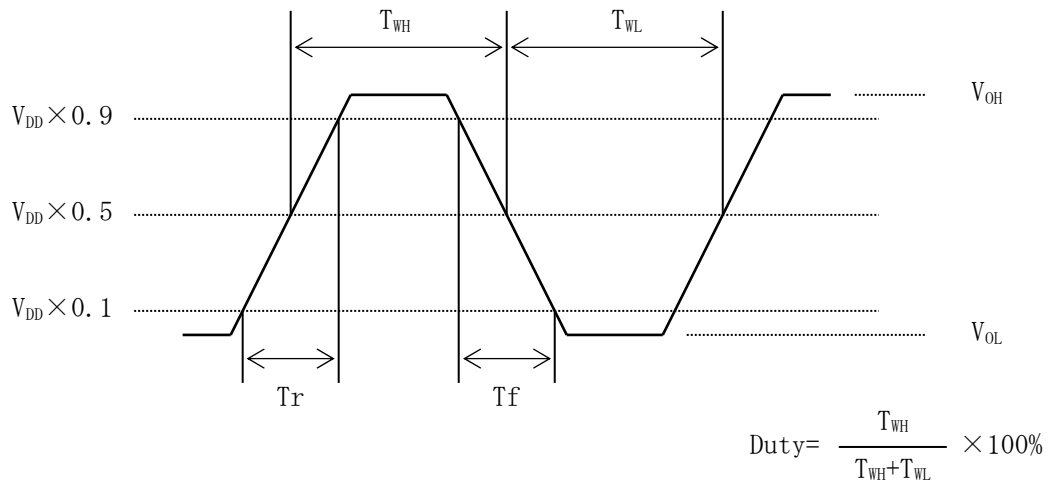 T_WH T_WL
V_DD×0.9
V_OH
V_DD×0.5
V_DD×0.1
V_OL
Tr Tf
Duty= T_WH / T_WH+T_WL ×100%